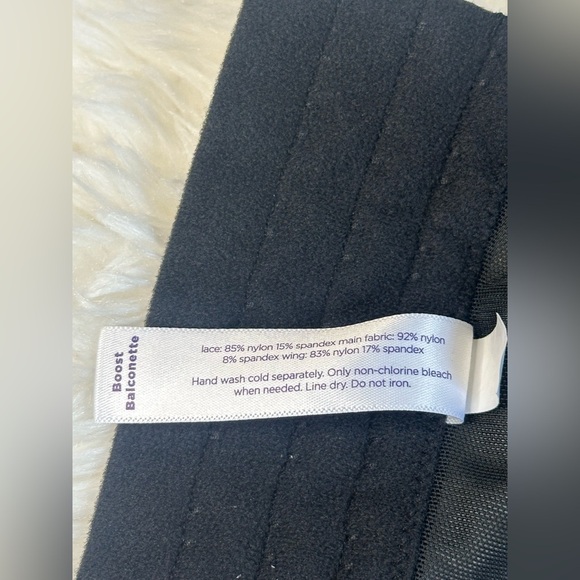 Boost
Balconette
lace: 85% nylon 15% spandex main fabric: 92% nylon
8% spandex wing: 83% nylon 17% spandex
Hand wash cold separately. Only non-chlorine bleach
when needed. Line dry. Do not iron.